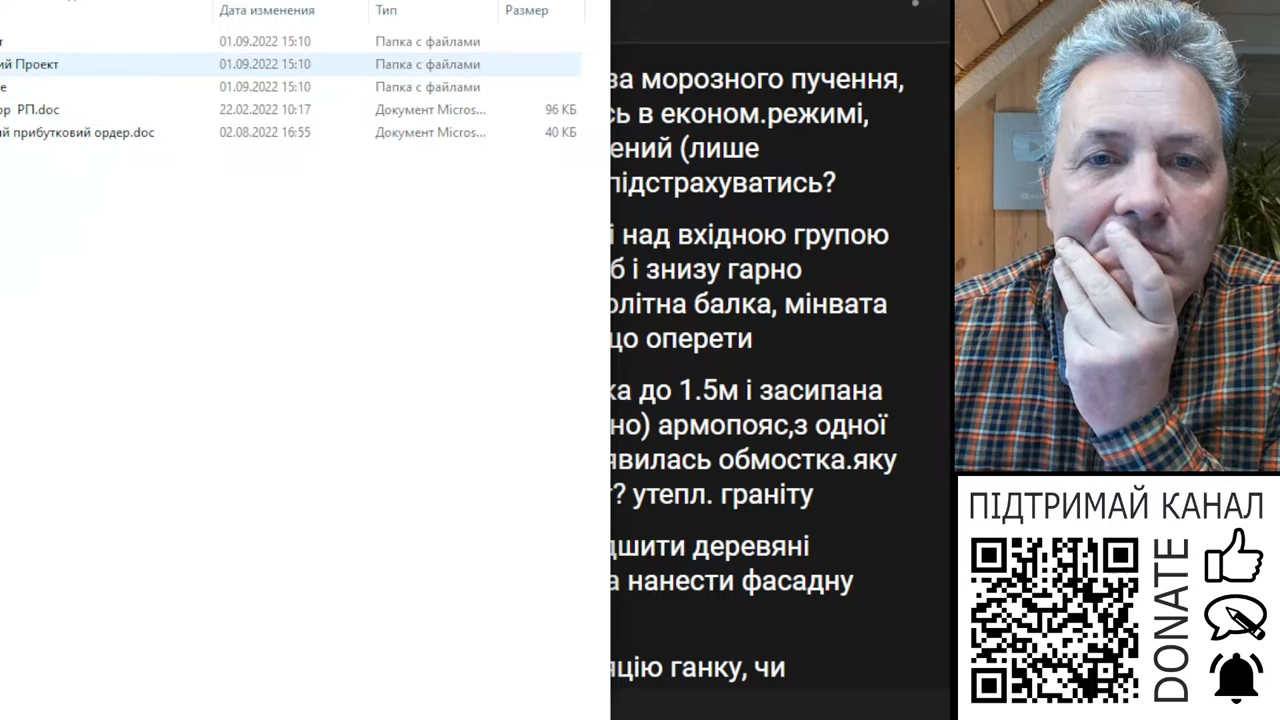 Дата изменения Тип Размер
01.09.2022 15:10 Папка с файлами
ий Проект 01.09.2022 15:10 Папка с файлами
е 01.09.2022 15:10 Папка с файлами
ор РП.doc 22.02.2022 10:17 Документ Micros... 96 КБ
ий прибутковий ордер.doc 02.08.2022 16:55 Документ Micros... 40 КБ
за морозного пучення,
сь в економ.режимі,
ений (лише
підстрахуватись?
і над вхідною групою
б і знизу гарно
олітна балка, мінвата
що оперети
ка до 1.5м і засипана
но) армопояс,з одної
явилась обмостка.яку
? утепл. граніту
дшити деревяні
а нанести фасадну
яцію ганку, чи
ПІДТРИМАЙ КАНАЛ
DONATE